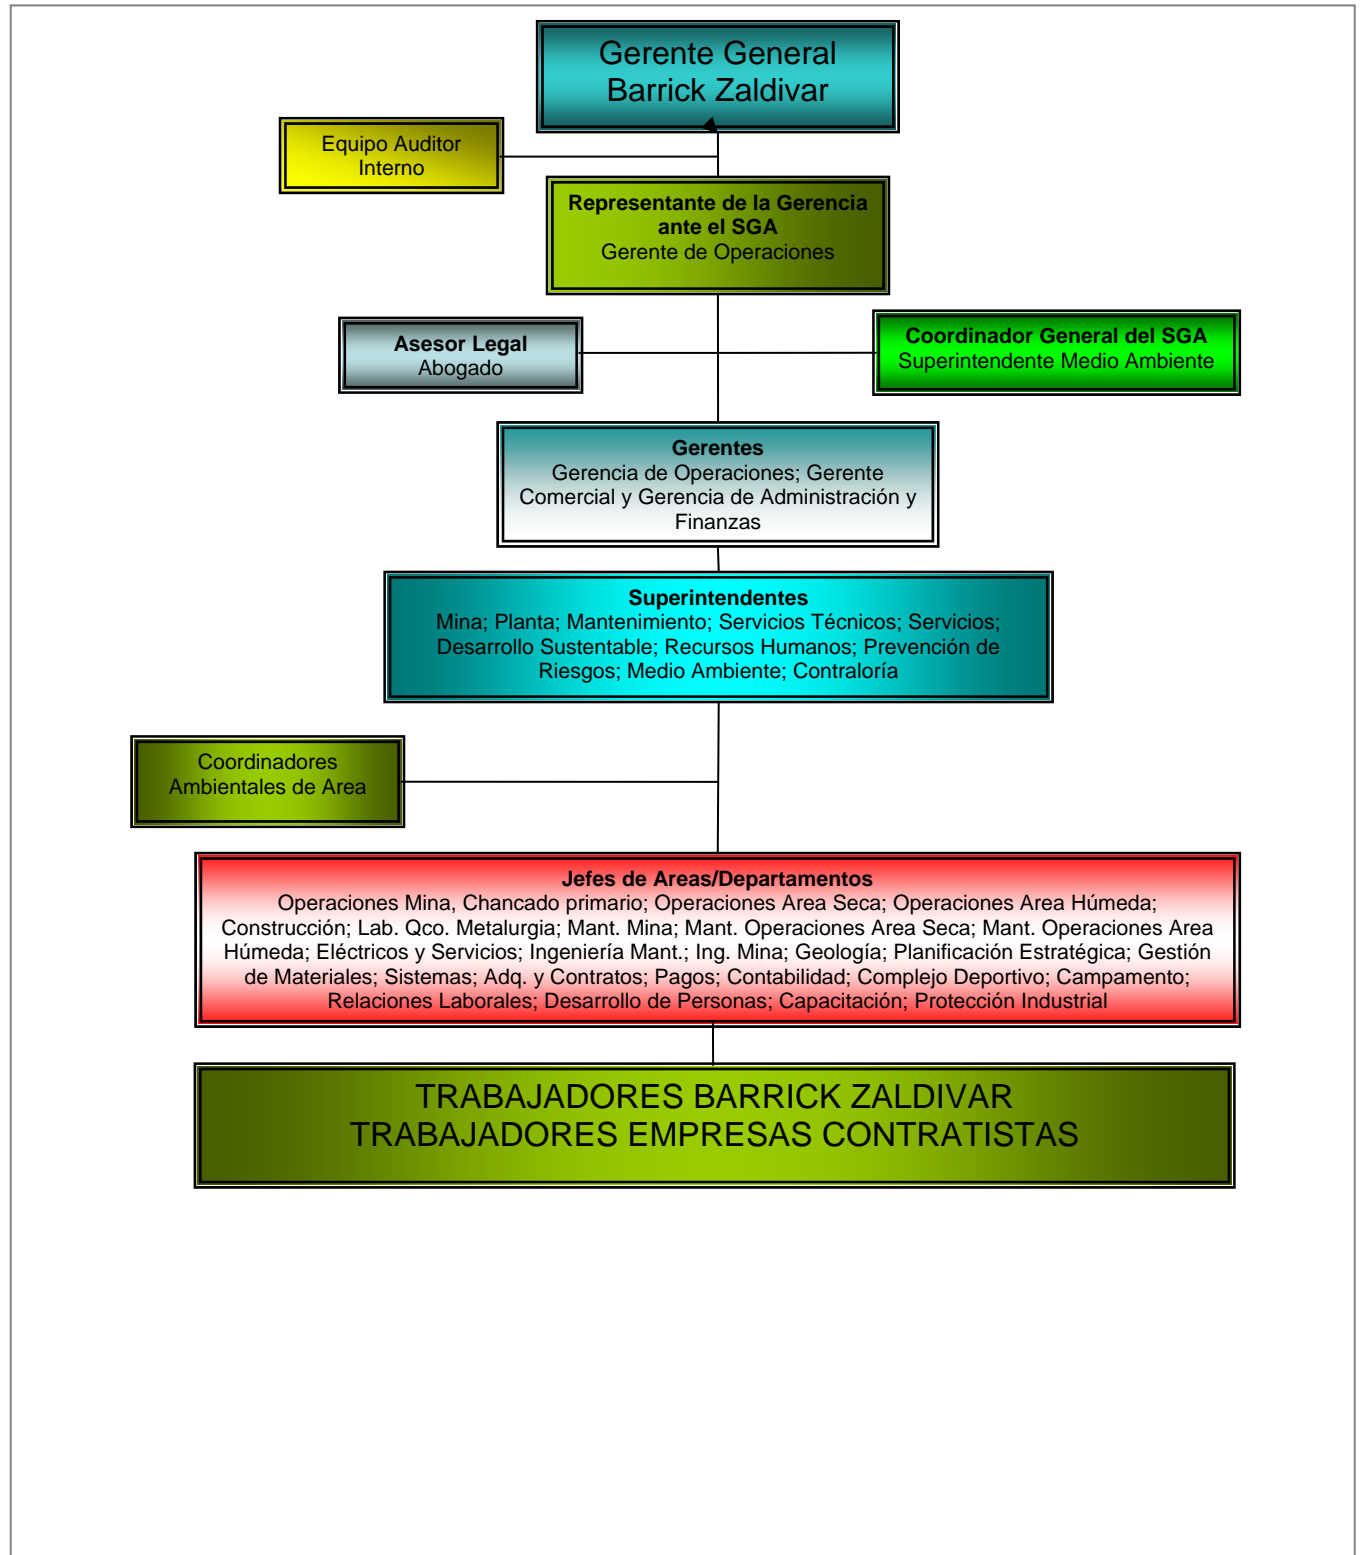 Gerente General
Barrick Zaldivar
Equipo Auditor
Interno
Representante de la Gerencia
ante el SGA
Gerente de Operaciones
Asesor Legal
Abogado
Coordinador General del SGA
Superintendente Medio Ambiente
Gerentes
Gerencia de Operaciones; Gerente
Comercial y Gerencia de Administración y
Finanzas
Superintendentes
Mina; Planta; Mantenimiento; Servicios Técnicos; Servicios;
Desarrollo Sustentable; Recursos Humanos; Prevención de
Riesgos; Medio Ambiente; Contraloría
Coordinadores
Ambientales de Area
Jefes de Areas/Departamentos
Operaciones Mina, Chancado primario; Operaciones Area Seca; Operaciones Area Húmeda;
Construcción; Lab. Qco. Metalurgia; Mant. Mina; Mant. Operaciones Area Seca; Mant. Operaciones Area
Húmeda; Eléctricos y Servicios; Ingeniería Mant.; Ing. Mina; Geología; Planificación Estratégica; Gestión
de Materiales; Sistemas; Adq. y Contratos; Pagos; Contabilidad; Complejo Deportivo; Campamento;
Relaciones Laborales; Desarrollo de Personas; Capacitación; Protección Industrial
TRABAJADORES BARRICK ZALDIVAR
TRABAJADORES EMPRESAS CONTRATISTAS